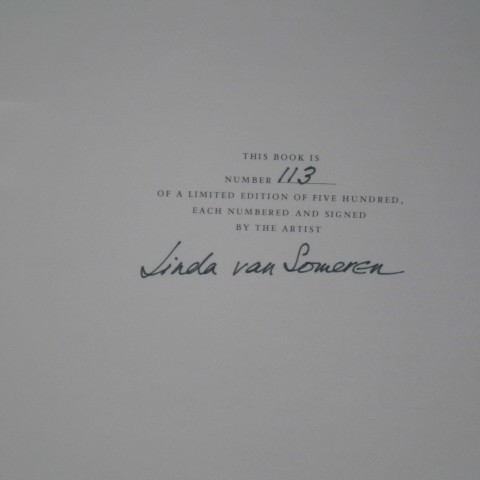 THIS BOOK IS
NUMBER 113
OF A LIMITED EDITION OF FIVE HUNDRED,
EACH NUMBERED AND SIGNED
BY THE ARTIST
Linda van Someren